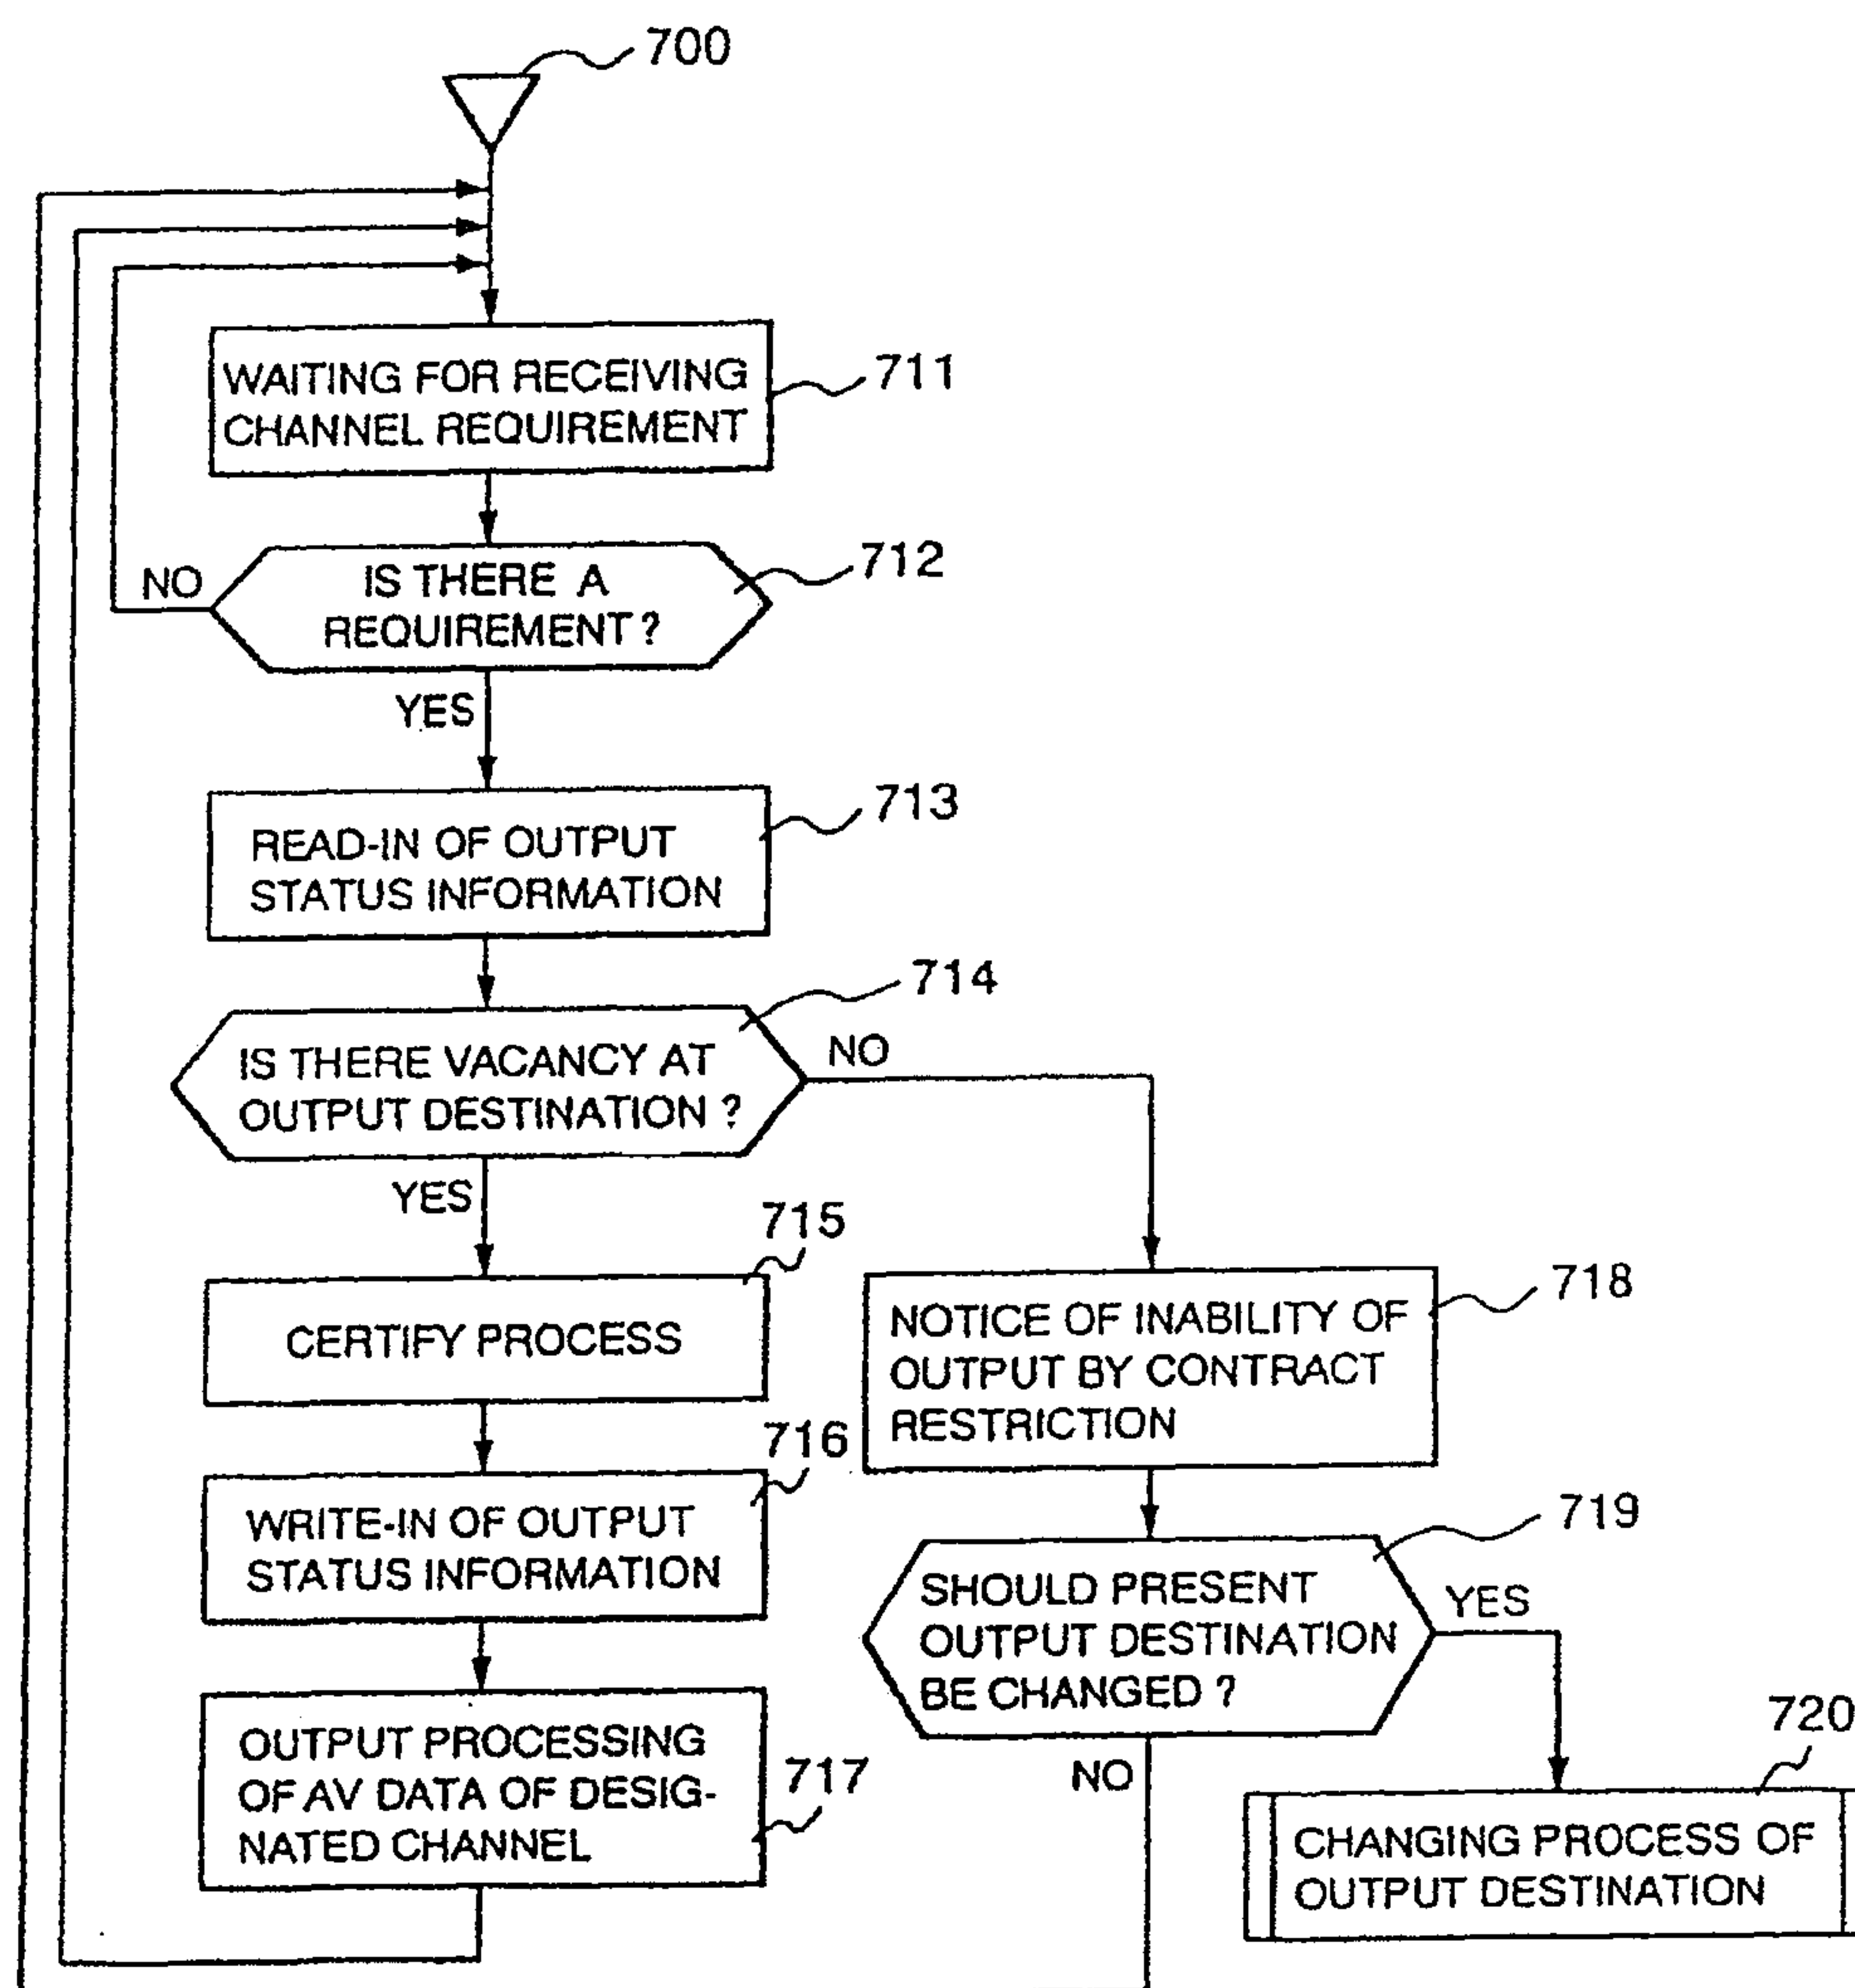 700
WAITING FOR RECEIVING
CHANNEL REQUIREMENT
711
IS THERE A
REQUIREMENT?
712
NO
YES
READ-IN OF OUTPUT
STATUS INFORMATION
713
IS THERE VACANCY AT
OUTPUT DESTINATION ?
714
NO
YES
CERTIFY PROCESS
715
WRITE-IN OF OUTPUT
STATUS INFORMATION
716
OUTPUT PROCESSING
OF AV DATA OF DESIG-
NATED CHANNEL
717
NOTICE OF INABILITY OF
OUTPUT BY CONTRACT
RESTRICTION
718
SHOULD PRESENT
OUTPUT DESTINATION
BE CHANGED ?
719
YES
NO
CHANGING PROCESS OF
OUTPUT DESTINATION
720